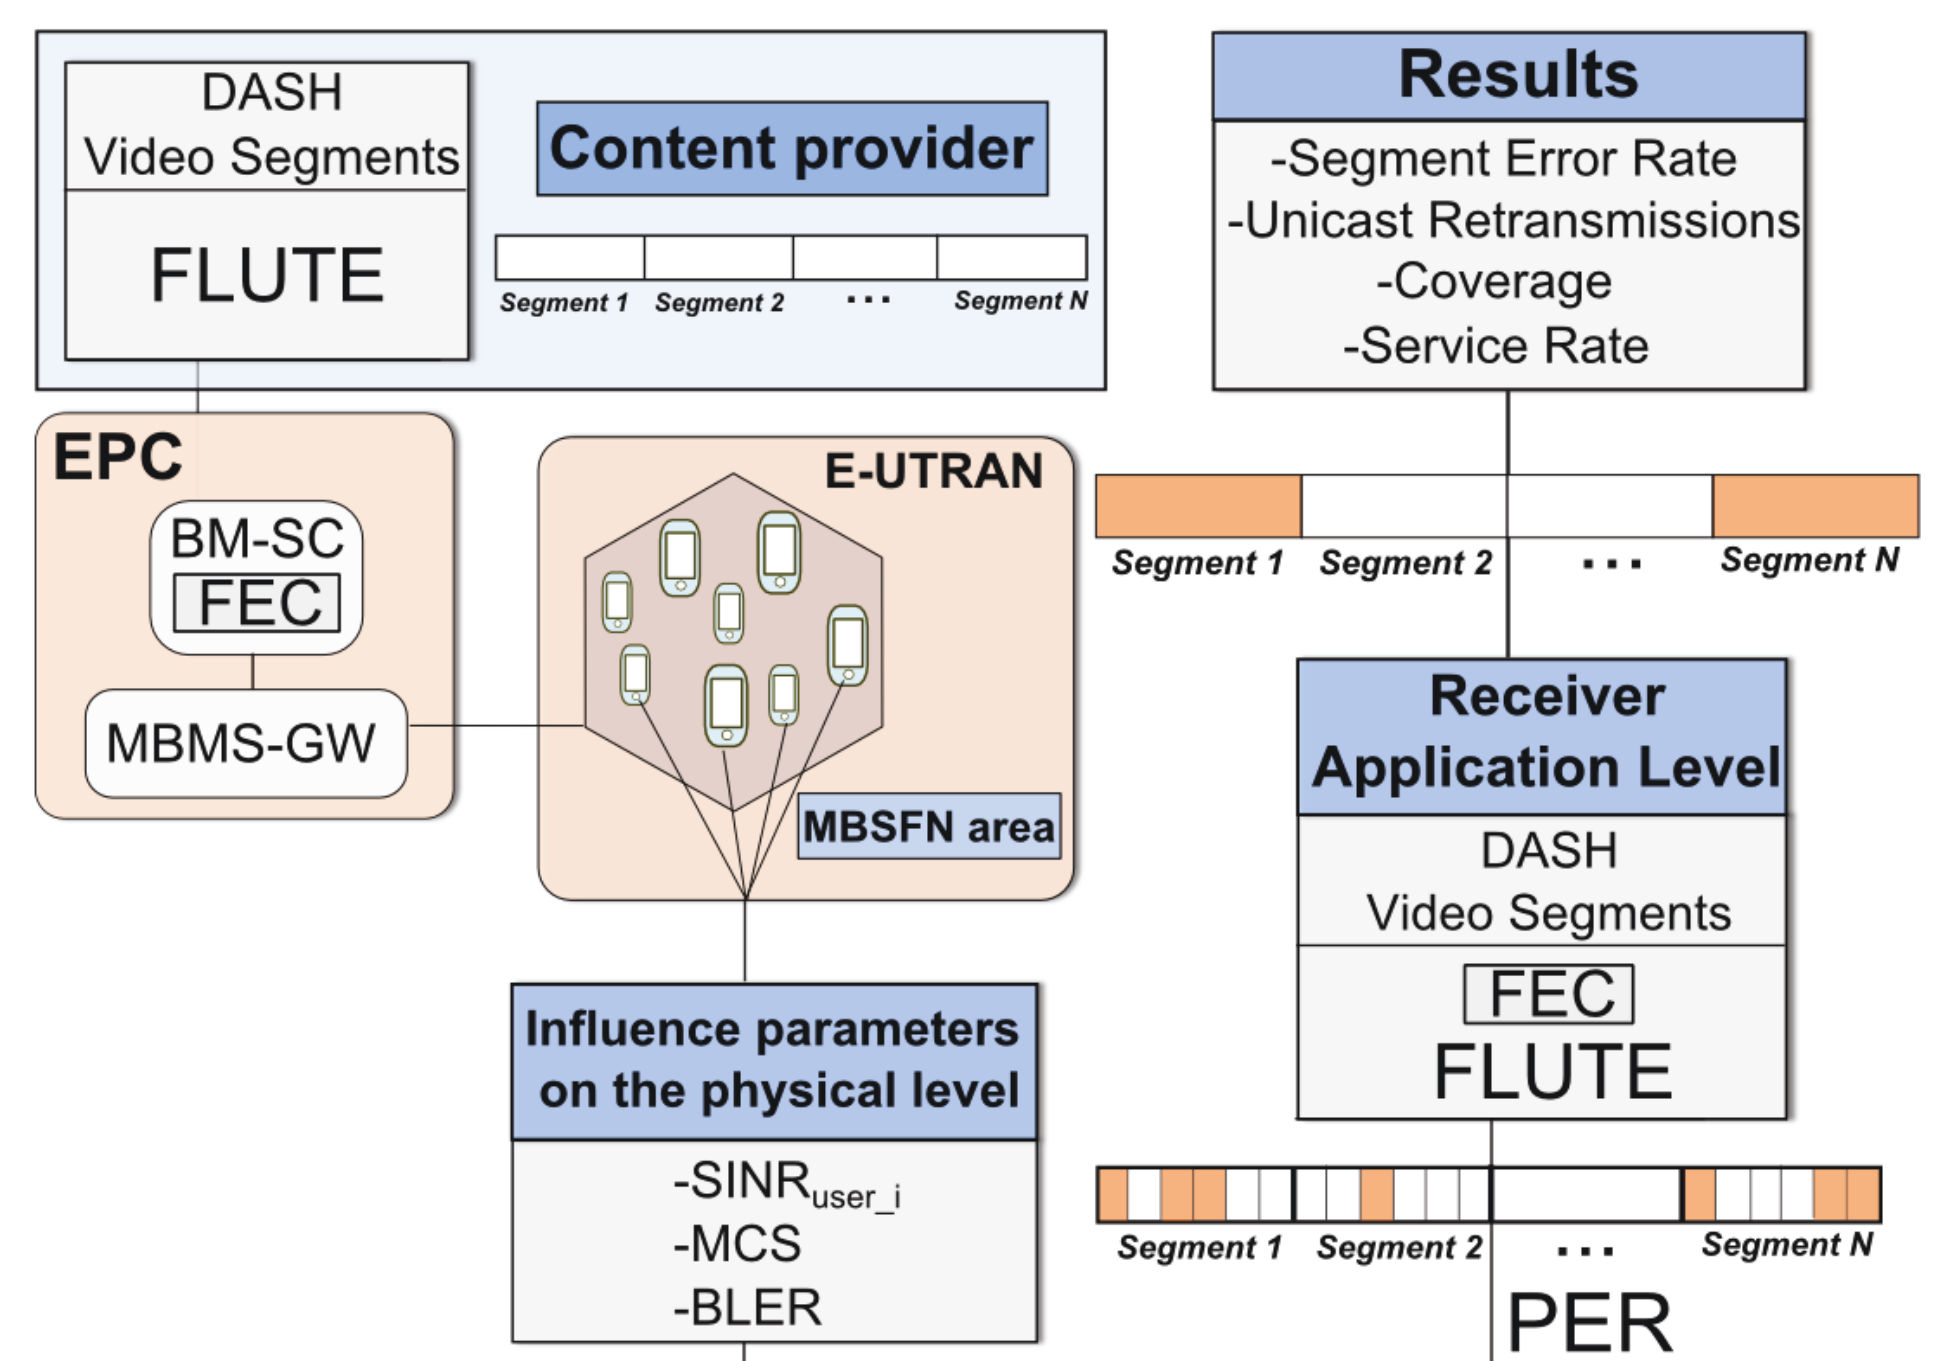 DASH
Video Segments
FLUTE
Content provider
Segment 1 Segment 2 ... Segment N
EPC
BM-SC
FEC
MBMS-GW
E-UTRAN
MBSFN area
Influence parameters
on the physical level
-SINRuser_i
-MCS
-BLER
Results
-Segment Error Rate
-Unicast Retransmissions
-Coverage
-Service Rate
Segment 1 Segment 2 ... Segment N
Receiver
Application Level
DASH
Video Segments
FEC
FLUTE
Segment 1 Segment 2 ... Segment N
PER